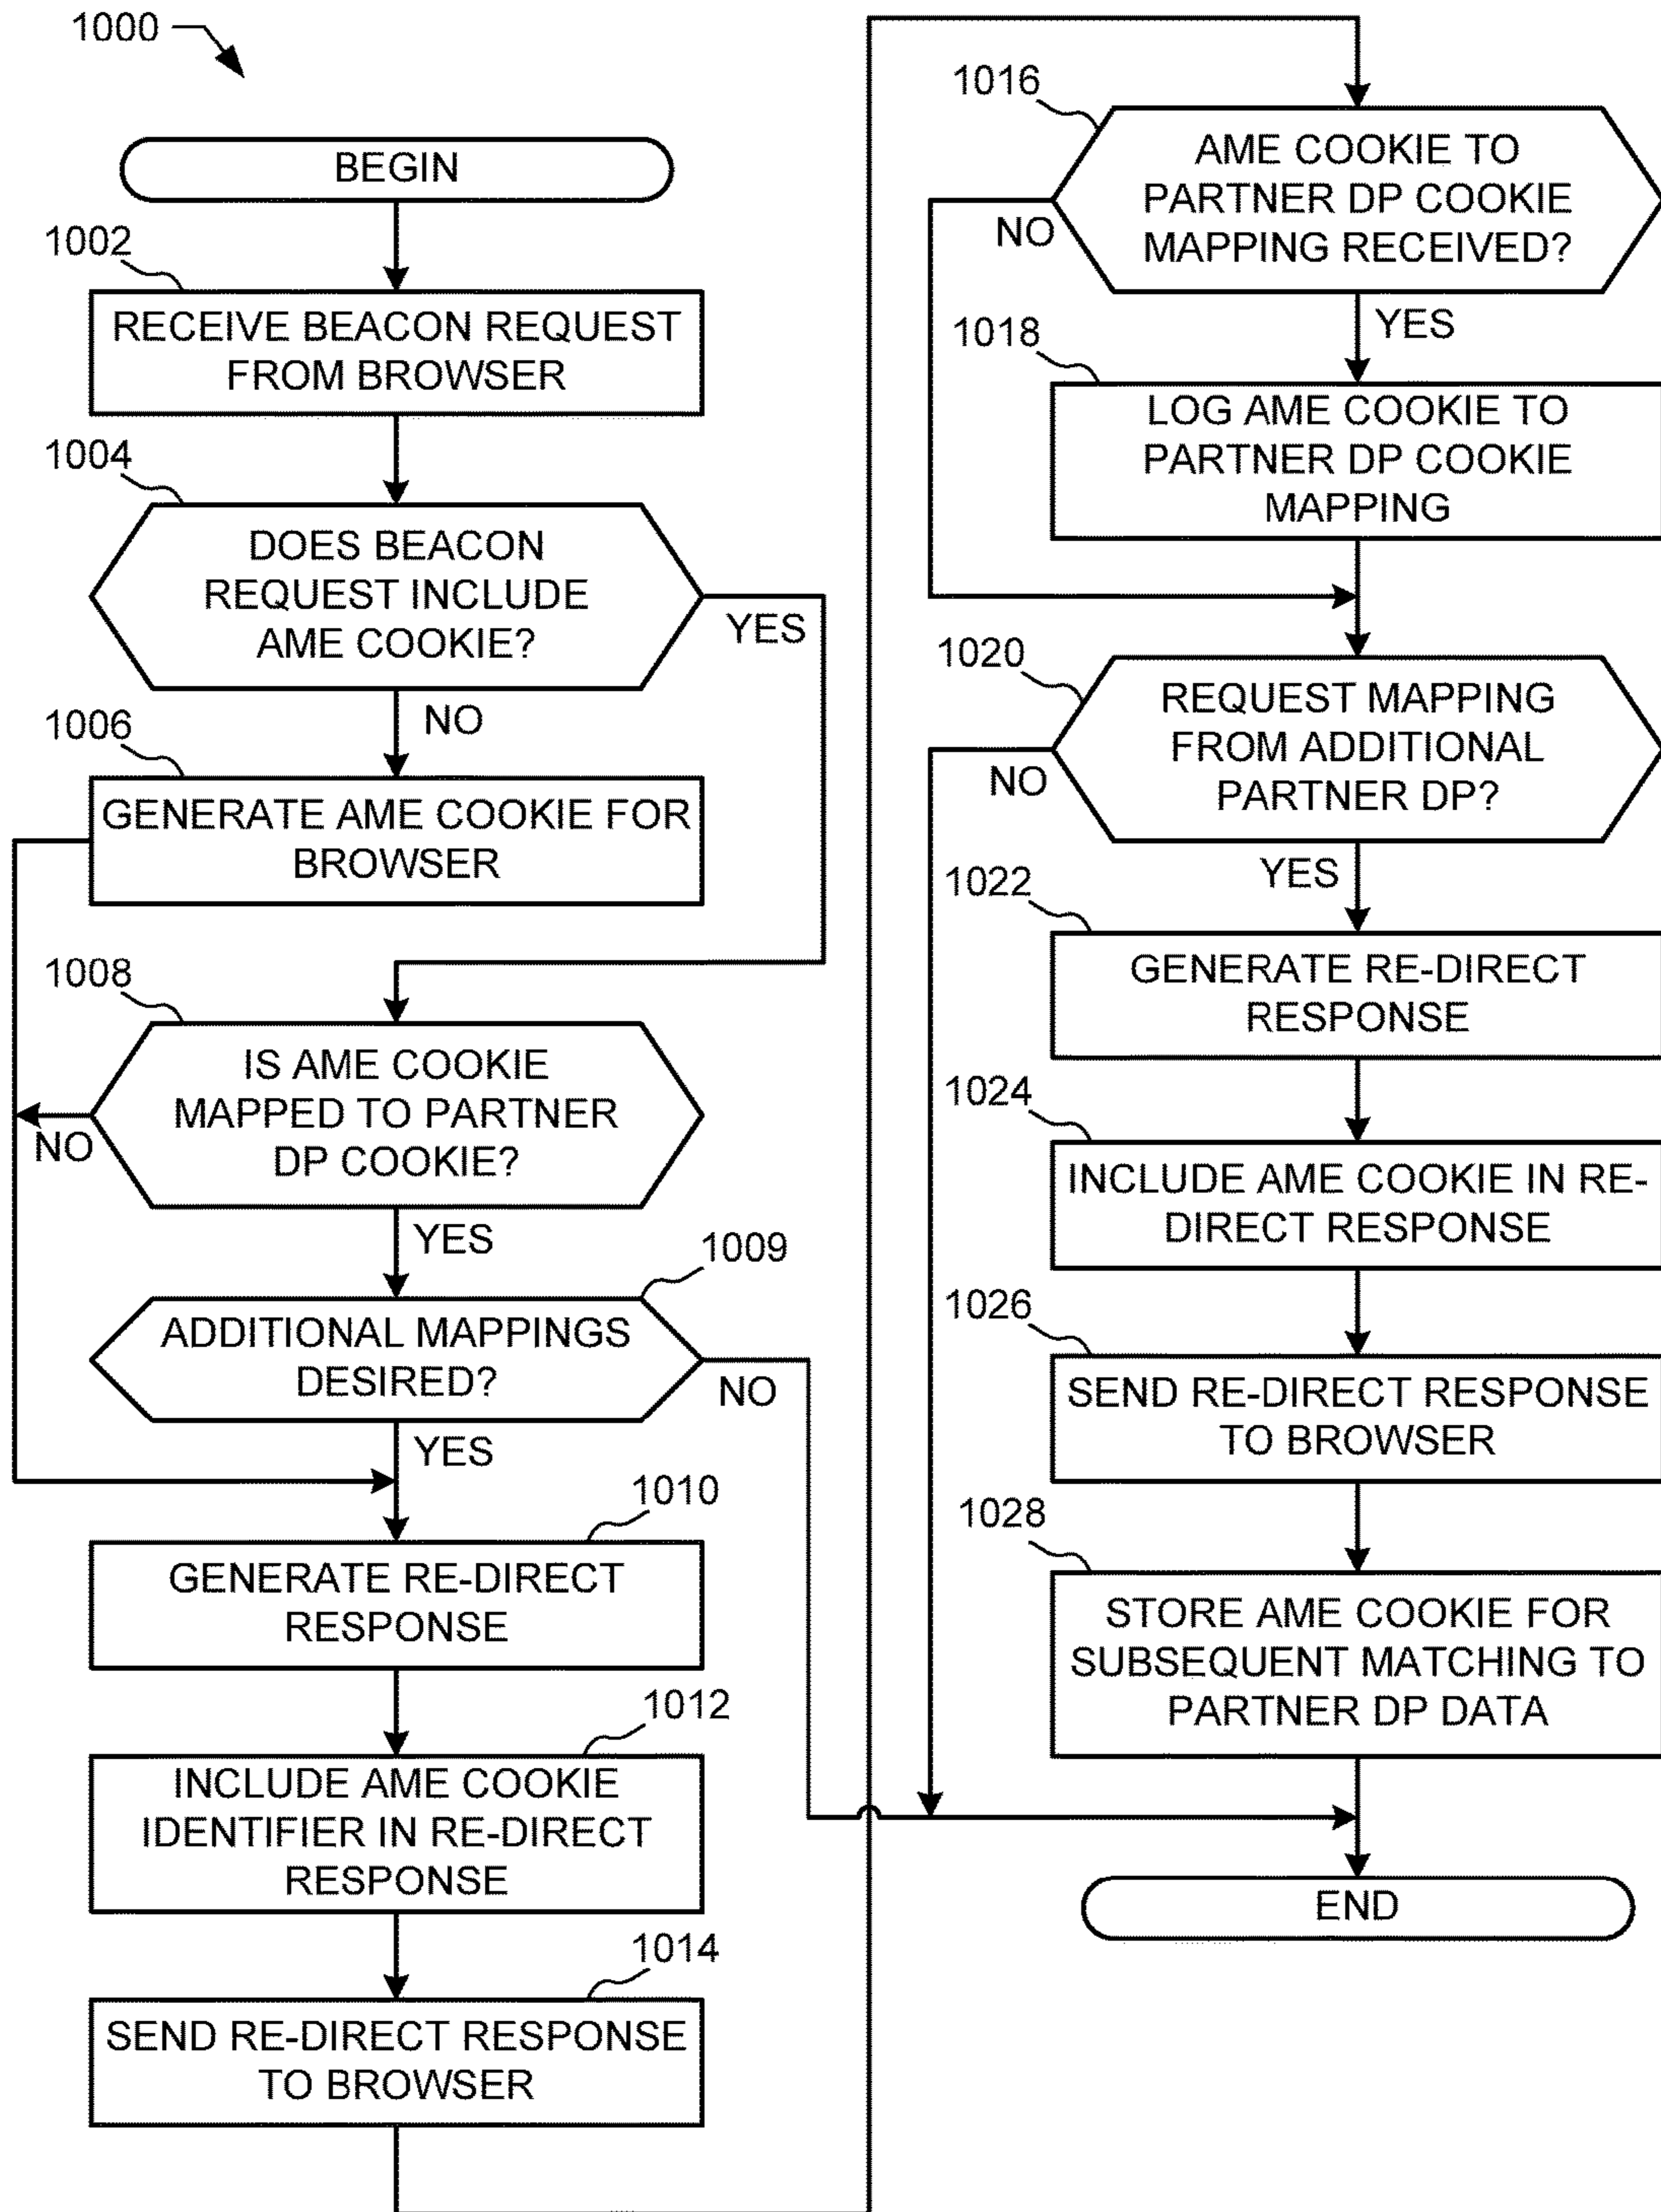 1000
BEGIN
1002
RECEIVE BEACON REQUEST
FROM BROWSER
1004
DOES BEACON
REQUEST INCLUDE
AME COOKIE?
YES
NO
1006
GENERATE AME COOKIE FOR
BROWSER
1008
IS AME COOKIE
MAPPED TO PARTNER
DP COOKIE?
NO
YES
1009
ADDITIONAL MAPPINGS
DESIRED?
NO
YES
1010
GENERATE RE-DIRECT
RESPONSE
1012
INCLUDE AME COOKIE
IDENTIFIER IN RE-DIRECT
RESPONSE
1014
SEND RE-DIRECT RESPONSE
TO BROWSER
1016
AME COOKIE TO
PARTNER DP COOKIE
MAPPING RECEIVED?
NO
YES
1018
LOG AME COOKIE TO
PARTNER DP COOKIE
MAPPING
1020
REQUEST MAPPING
FROM ADDITIONAL
PARTNER DP?
NO
YES
1022
GENERATE RE-DIRECT
RESPONSE
1024
INCLUDE AME COOKIE IN RE-
DIRECT RESPONSE
1026
SEND RE-DIRECT RESPONSE
TO BROWSER
1028
STORE AME COOKIE FOR
SUBSEQUENT MATCHING TO
PARTNER DP DATA
END